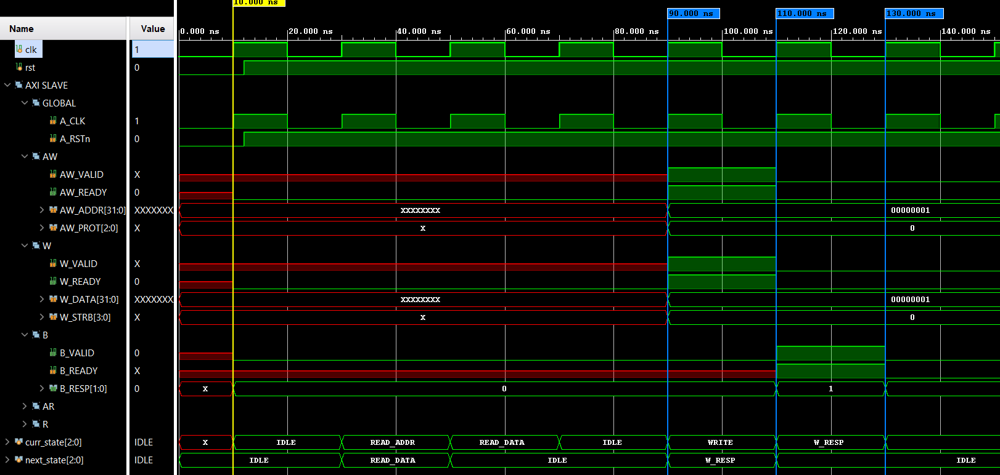 10.000 ns
90.000 ns 110.000 ns 130.000 ns
Name Value 0.000 ns 20.000 ns 40.000 ns 60.000 ns 80.000 ns 100.000 ns 120.000 ns 140.000 ns
clk 1
rst 0
AXI SLAVE
GLOBAL
A_CLK 1
A_RSTn 0
AW
AW_VALID X
AW_READY 0
AW_ADDR[31:0] XXXXXXX XXXXXXXX 00000001
AW_PROT[2:0] X X 0
W
W_VALID X
W_READY 0
W_DATA[31:0] XXXXXXX XXXXXXXX 00000001
W_STRB[3:0] X X 0
B
B_VALID 0
B_READY X
B_RESP[1:0] 0 X 0 1
AR
R
curr_state[2:0] IDLE X IDLE READ_ADDR READ_DATA IDLE WRITE W_RESP
next_state[2:0] IDLE IDLE READ_DATA IDLE W_RESP IDLE